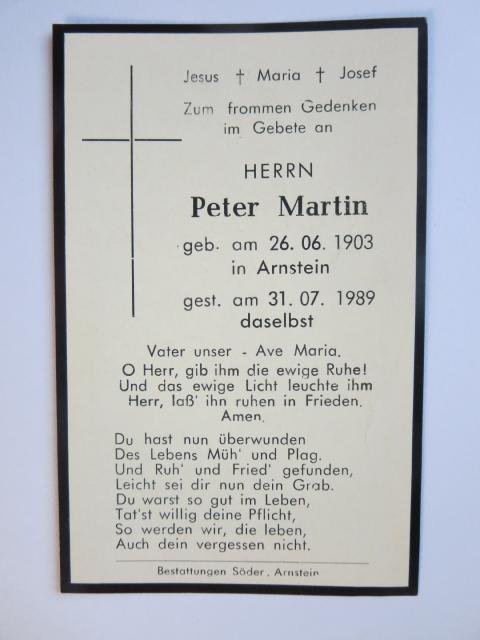 Jesus † Maria † Josef
Zum frommen Gedenken
im Gebete an
HERRN
Peter Martin
geb. am 26. 06. 1903
in Arnstein
gest. am 31. 07. 1989
daselbst
Vater unser - Ave Maria.
O Herr, gib ihm die ewige Ruhe!
Und das ewige Licht leuchte ihm
Herr, laß' ihn ruhen in Frieden.
Amen.
Du hast nun überwunden
Des Lebens Müh' und Plag.
Und Ruh' und Fried' gefunden,
Leicht sei dir nun dein Grab.
Du warst so gut im Leben,
Tat'st willig deine Pflicht,
So werden wir, die leben,
Auch dein vergessen nicht.
Bestattungen Söder, Arnstein